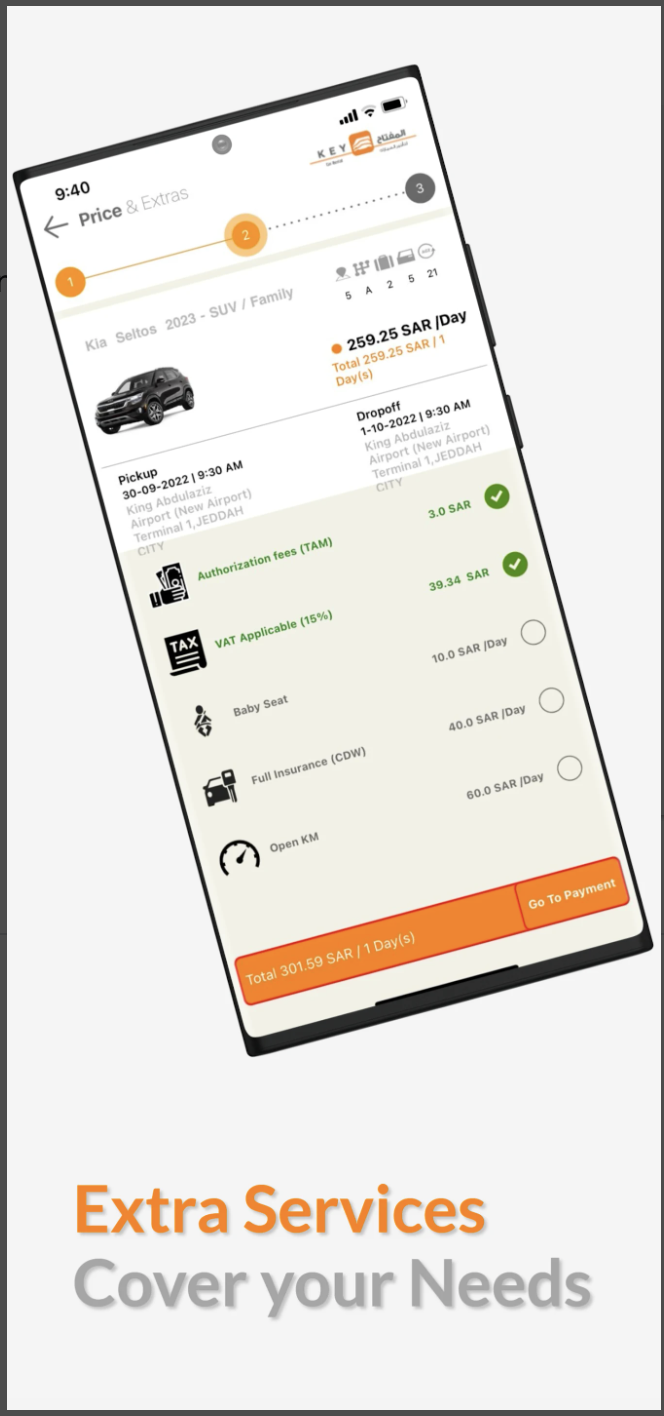 9:40
KEY المفتاح
Car Rental لتأجير السيارات
Price & Extras
1
2
3
Kia Seltos 2023 - SUV / Family
5 A 2 5 21
259.25 SAR /Day
Total 259.25 SAR / 1
Day(s)
Pickup
30-09-2022 | 9:30 AM
King Abdulaziz
Airport (New Airport)
Terminal 1,JEDDAH
CITY
Dropoff
1-10-2022 | 9:30 AM
King Abdulaziz
Airport (New Airport)
Terminal 1,JEDDAH
CITY
Authorization fees (TAM) 3.0 SAR
TAX
VAT Applicable (15%) 39.34 SAR
Baby Seat 10.0 SAR /Day
Full Insurance (CDW) 40.0 SAR /Day
Open KM 60.0 SAR /Day
Total 301.59 SAR / 1 Day(s)
Go To Payment
Extra Services
Cover your Needs